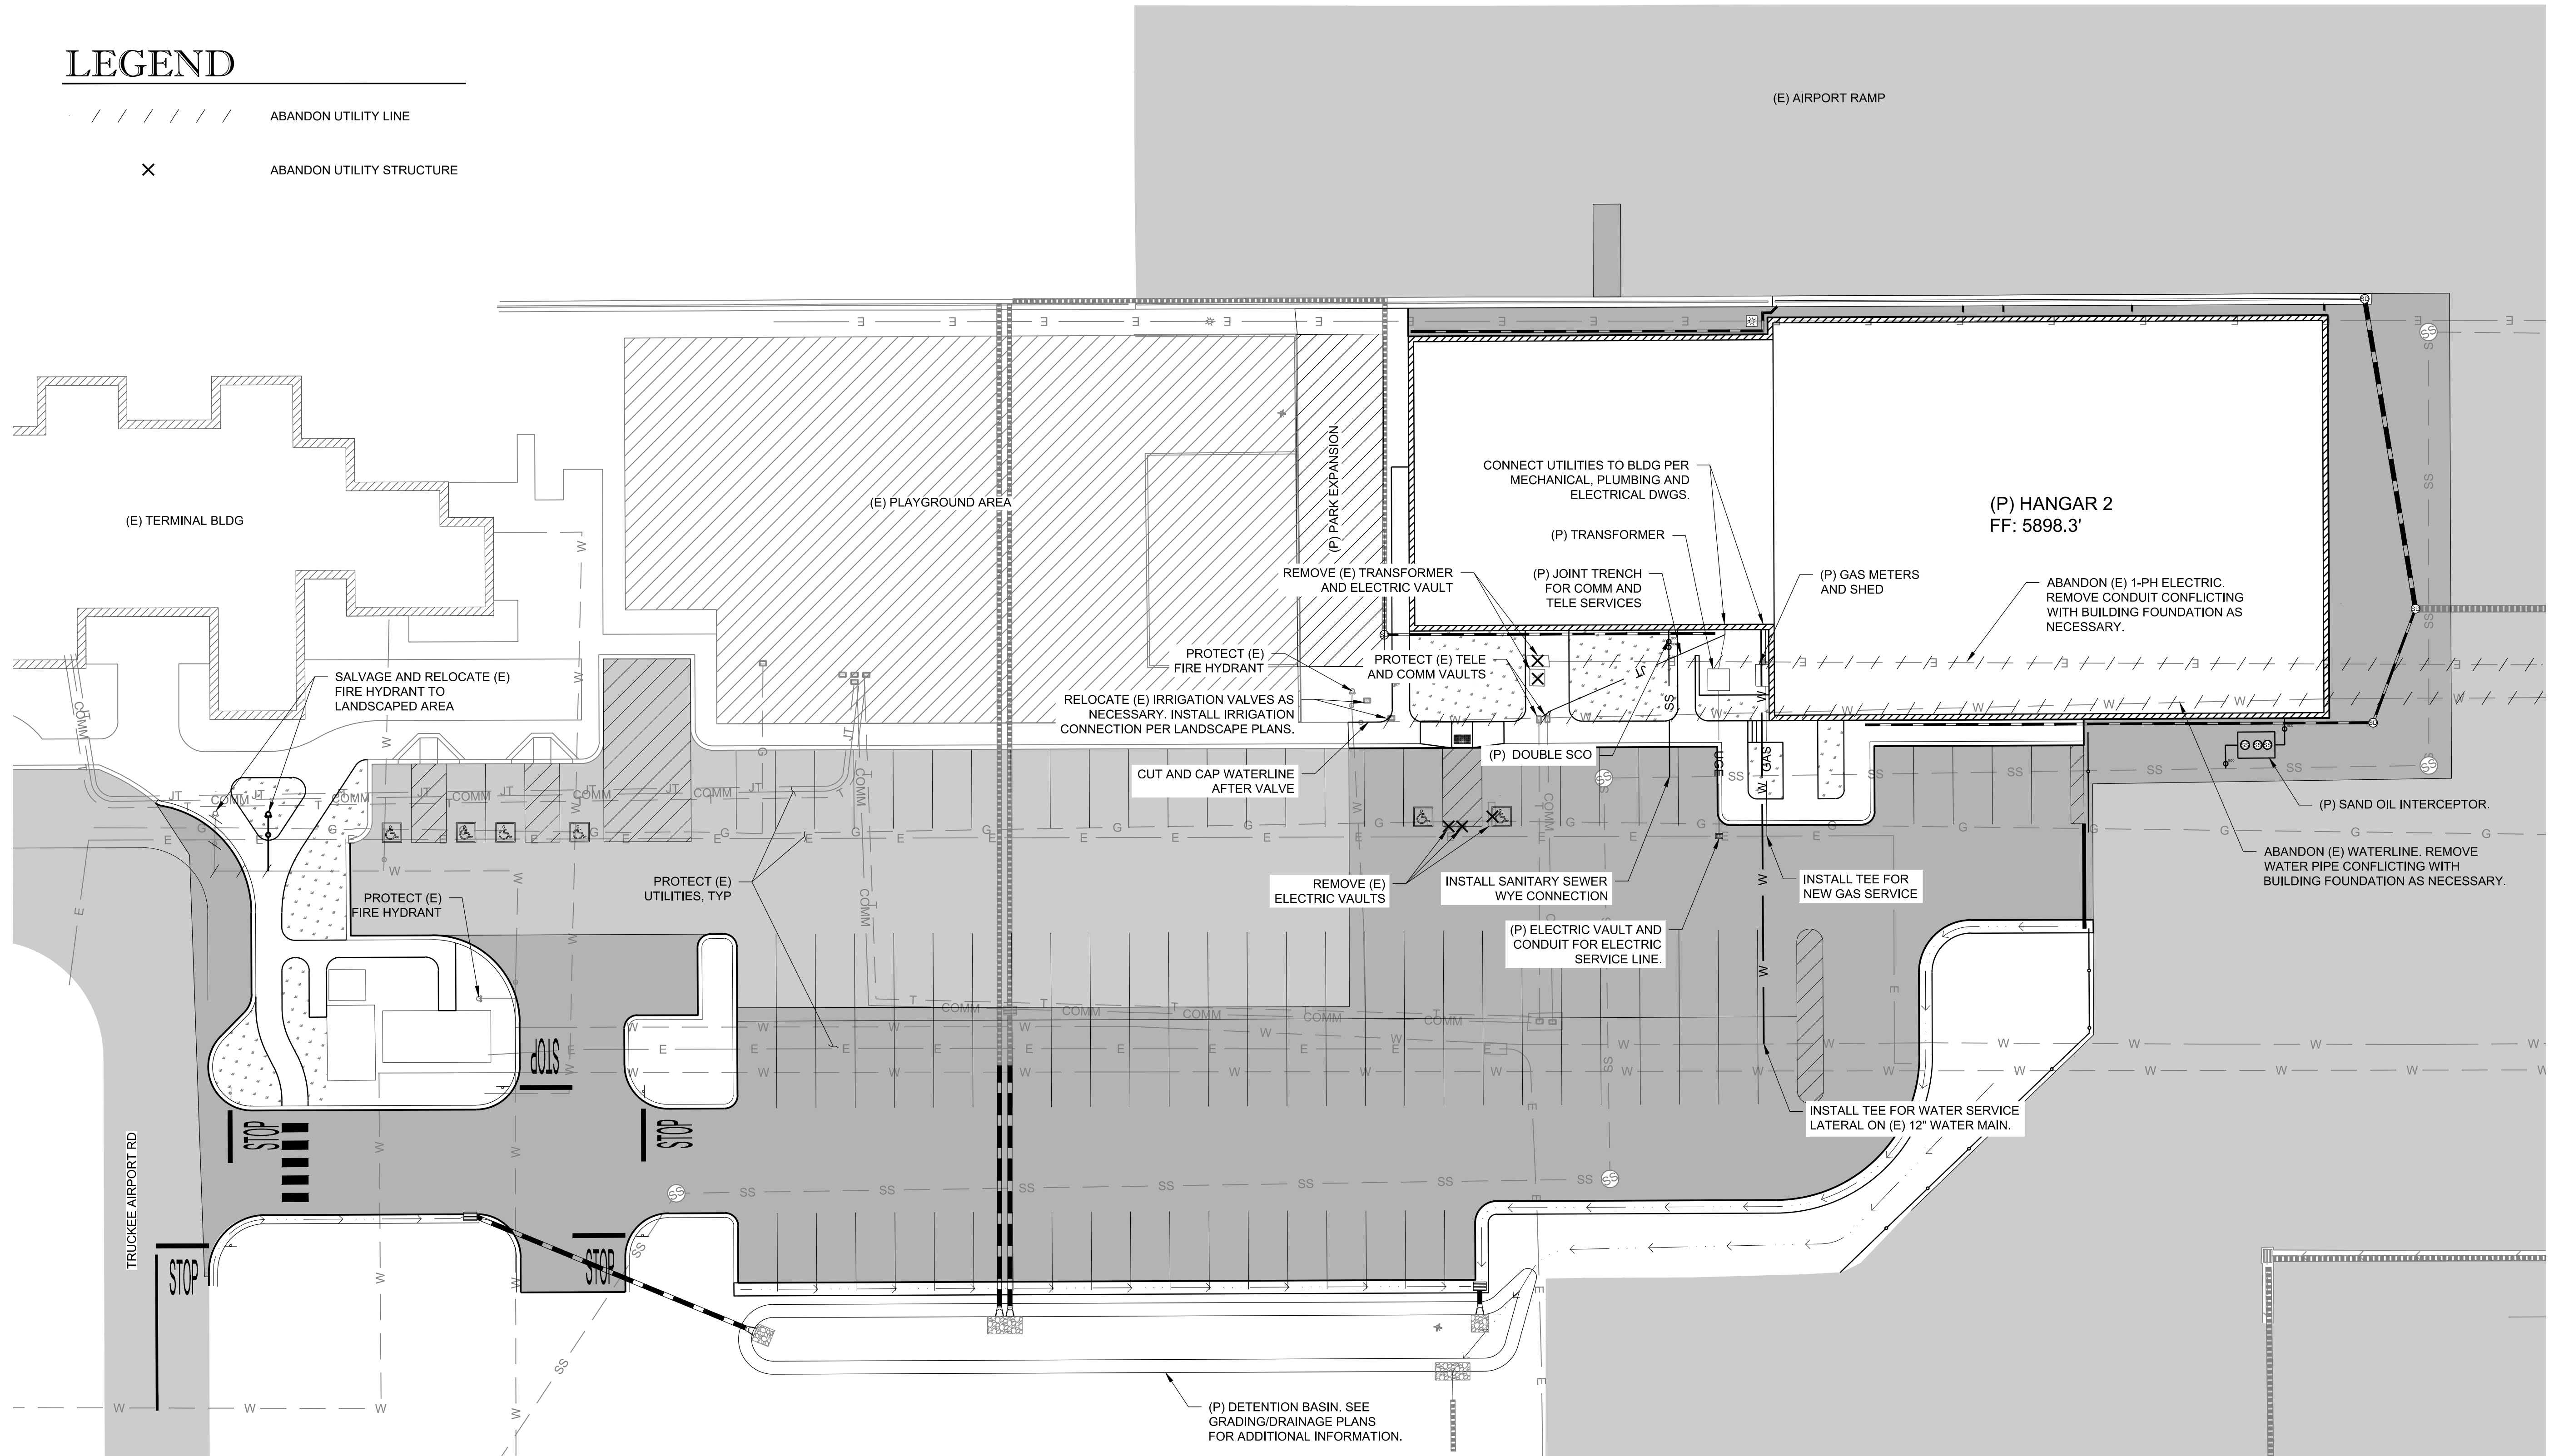 LEGEND
ABANDON UTILITY LINE
ABANDON UTILITY STRUCTURE
(E) AIRPORT RAMP
(E) TERMINAL BLDG
(E) PLAYGROUND AREA
(P) PARK EXPANSION
CONNECT UTILITIES TO BLDG PER
MECHANICAL, PLUMBING AND
ELECTRICAL DWGS.
(P) HANGAR 2
FF: 5898.3'
(P) TRANSFORMER
REMOVE (E) TRANSFORMER
AND ELECTRIC VAULT
(P) JOINT TRENCH
FOR COMM AND
TELE SERVICES
(P) GAS METERS
AND SHED
ABANDON (E) 1-PH ELECTRIC.
REMOVE CONDUIT CONFLICTING
WITH BUILDING FOUNDATION AS
NECESSARY.
PROTECT (E)
FIRE HYDRANT
PROTECT (E) TELE
AND COMM VAULTS
SALVAGE AND RELOCATE (E)
FIRE HYDRANT TO
LANDSCAPED AREA
RELOCATE (E) IRRIGATION VALVES AS
NECESSARY. INSTALL IRRIGATION
CONNECTION PER LANDSCAPE PLANS.
(P) DOUBLE SCO
CUT AND CAP WATERLINE
AFTER VALVE
UGE
GAS
(P) SAND OIL INTERCEPTOR.
ABANDON (E) WATERLINE. REMOVE
WATER PIPE CONFLICTING WITH
BUILDING FOUNDATION AS NECESSARY.
PROTECT (E)
FIRE HYDRANT
PROTECT (E)
UTILITIES, TYP
REMOVE (E)
ELECTRIC VAULTS
INSTALL SANITARY SEWER
WYE CONNECTION
INSTALL TEE FOR
NEW GAS SERVICE
(P) ELECTRIC VAULT AND
CONDUIT FOR ELECTRIC
SERVICE LINE.
INSTALL TEE FOR WATER SERVICE
LATERAL ON (E) 12" WATER MAIN.
STOP
STOP
STOP
STOP
STOP
TRUCKEE AIRPORT RD
(P) DETENTION BASIN. SEE
GRADING/DRAINAGE PLANS
FOR ADDITIONAL INFORMATION.